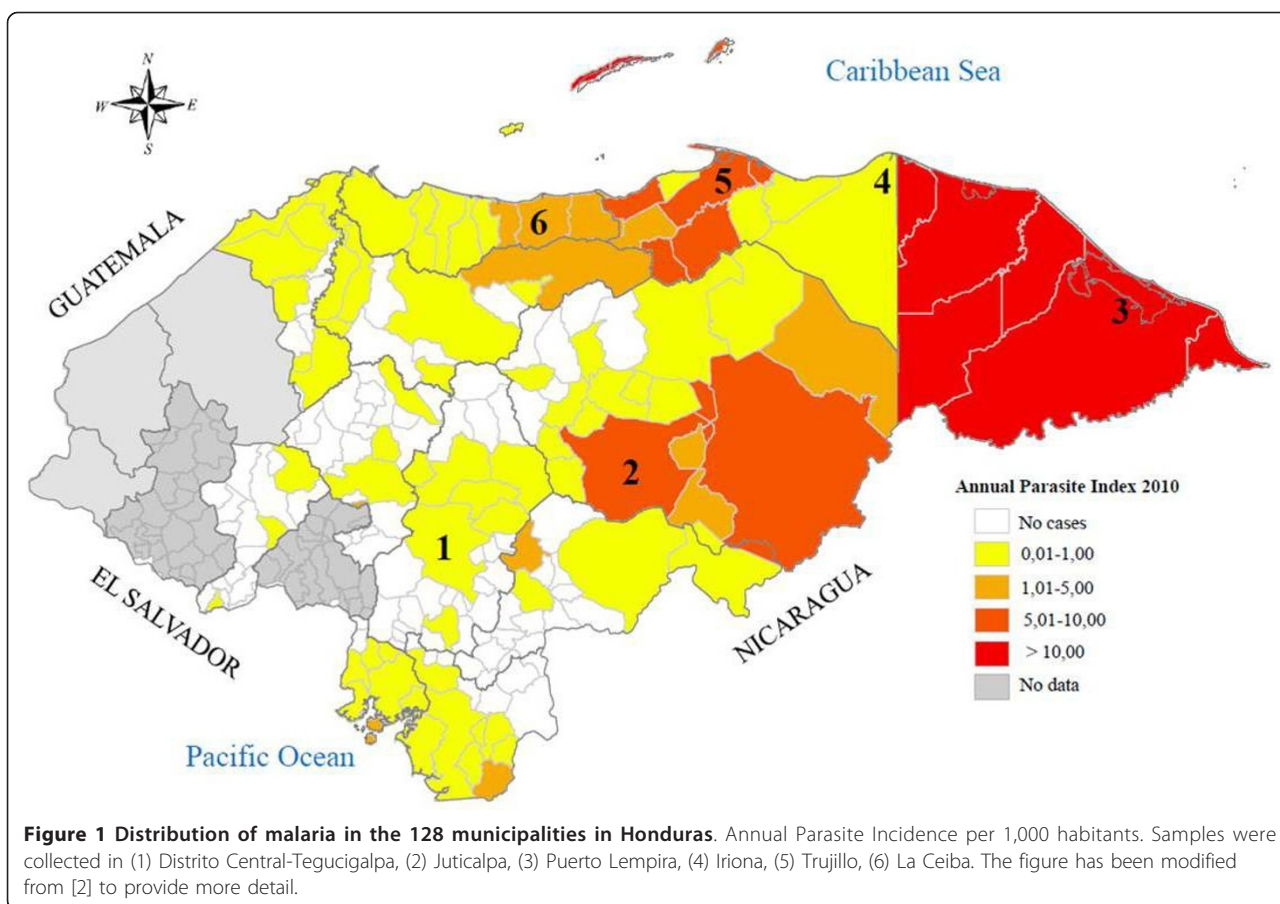 N
W E
S
Caribbean Sea
GUATEMALA
6
5
4
3
2
1
EL SALVADOR
NICARAGUA
Pacific Ocean
Annual Parasite Index 2010
No cases
0,01-1,00
1,01-5,00
5,01-10,00
> 10,00
No data
Figure 1 Distribution of malaria in the 128 municipalities in Honduras. Annual Parasite Incidence per 1,000 habitants. Samples were
collected in (1) Distrito Central-Tegucigalpa, (2) Juticalpa, (3) Puerto Lempira, (4) Iriona, (5) Trujillo, (6) La Ceiba. The figure has been modified
from [2] to provide more detail.